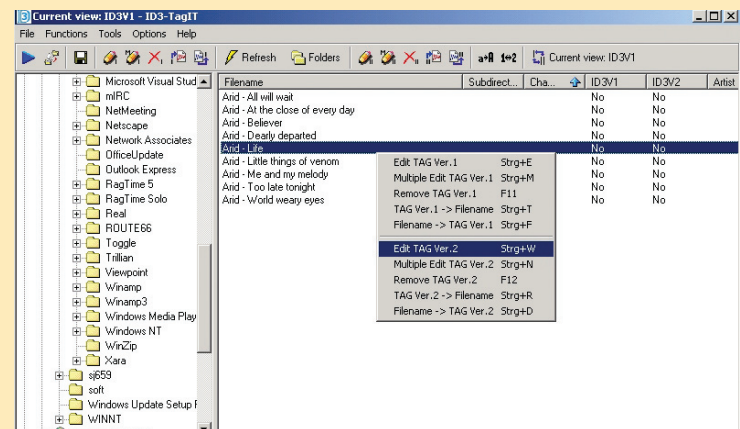 Current view: ID3V1 - ID3-TagIT
File Functions Tools Options Help
Refresh Folders a→A 1↔2 Current view: ID3V1
Microsoft Visual Stud
mIRC
NetMeeting
Netscape
Network Associates
OfficeUpdate
Outlook Express
RagTime 5
RagTime Solo
Real
ROUTE66
Toggle
Trillian
Viewpoint
Winamp
Winamp3
Windows Media Play
Windows NT
WinZip
Xara
sj659
soft
Windows Update Setup F
WINNT
Filename Subdirect... Cha... ID3V1 ID3V2 Artist
Arid - All will wait No No
Arid - At the close of every day No No
Arid - Believer No No
Arid - Dearly departed No No
Arid - Life No No
Arid - Little things of venom No No
Arid - Me and my melody No No
Arid - Too late tonight No No
Arid - World weary eyes No No
Edit TAG Ver.1 Strg+E
Multiple Edit TAG Ver.1 Strg+M
Remove TAG Ver.1 F11
TAG Ver.1 -> Filename Strg+T
Filename -> TAG Ver.1 Strg+F
Edit TAG Ver.2 Strg+W
Multiple Edit TAG Ver.2 Strg+N
Remove TAG Ver.2 F12
TAG Ver.2 -> Filename Strg+R
Filename -> TAG Ver.2 Strg+D